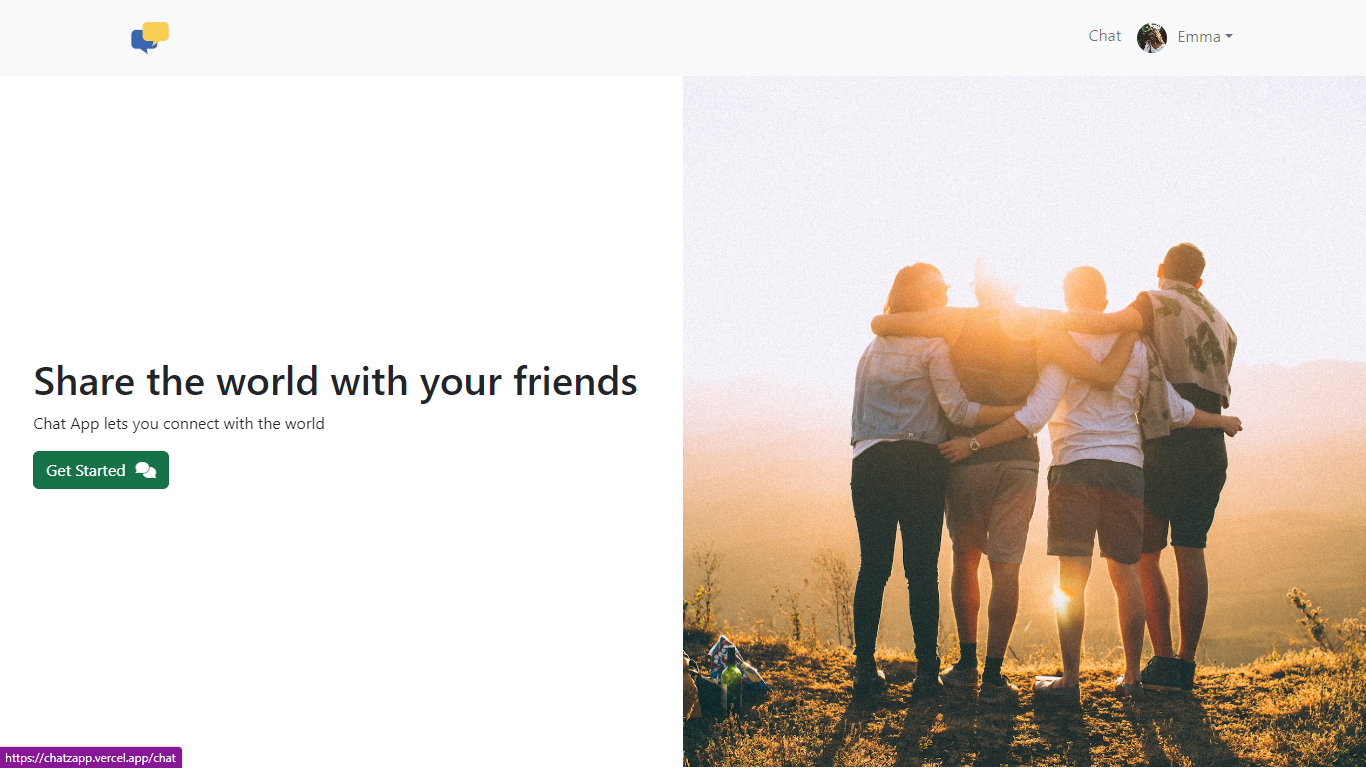 Chat
Emma
Share the world with your friends
Chat App lets you connect with the world
Get Started
https://chatzapp.vercel.app/chat